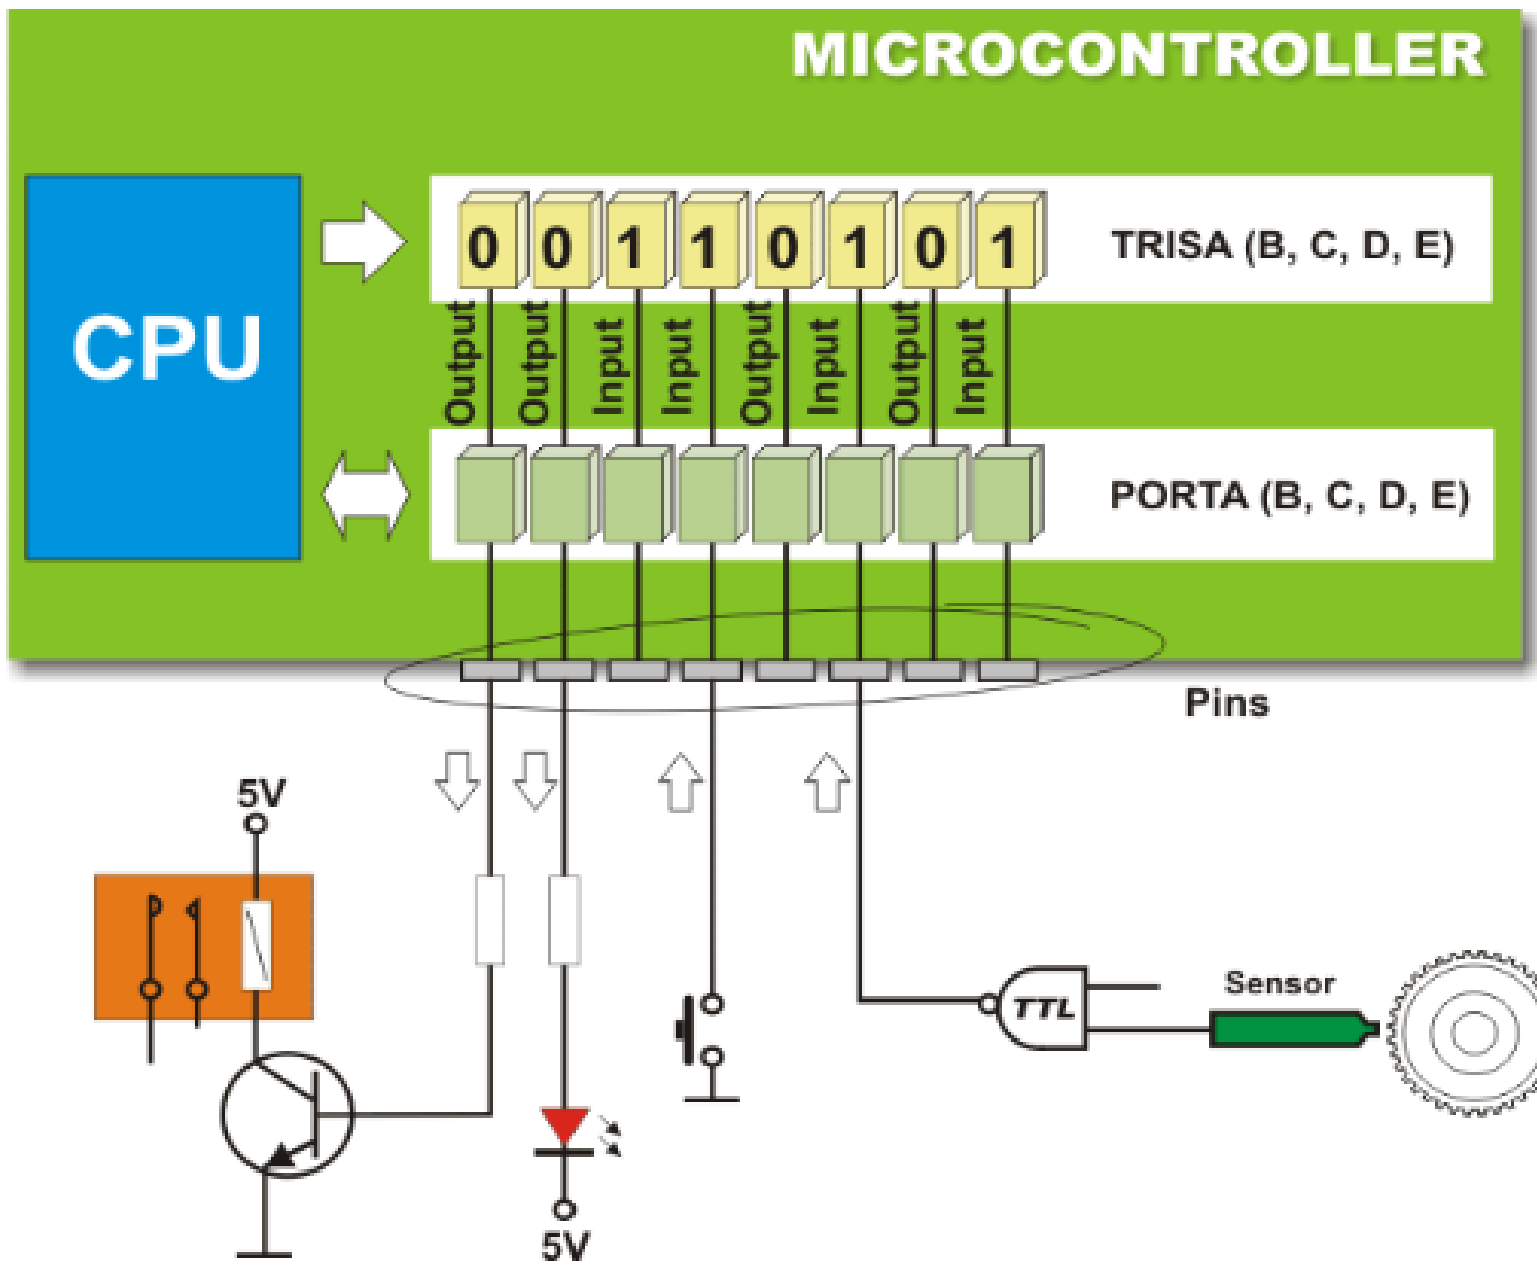 MICROCONTROLLER
0 0 1 1 0 1 0 1
TRISA (B, C, D, E)
CPU
Output
Output
Input
Input
Output
Input
Output
Input
PORTA (B, C, D, E)
Pins
5V
Sensor
TTL
5V